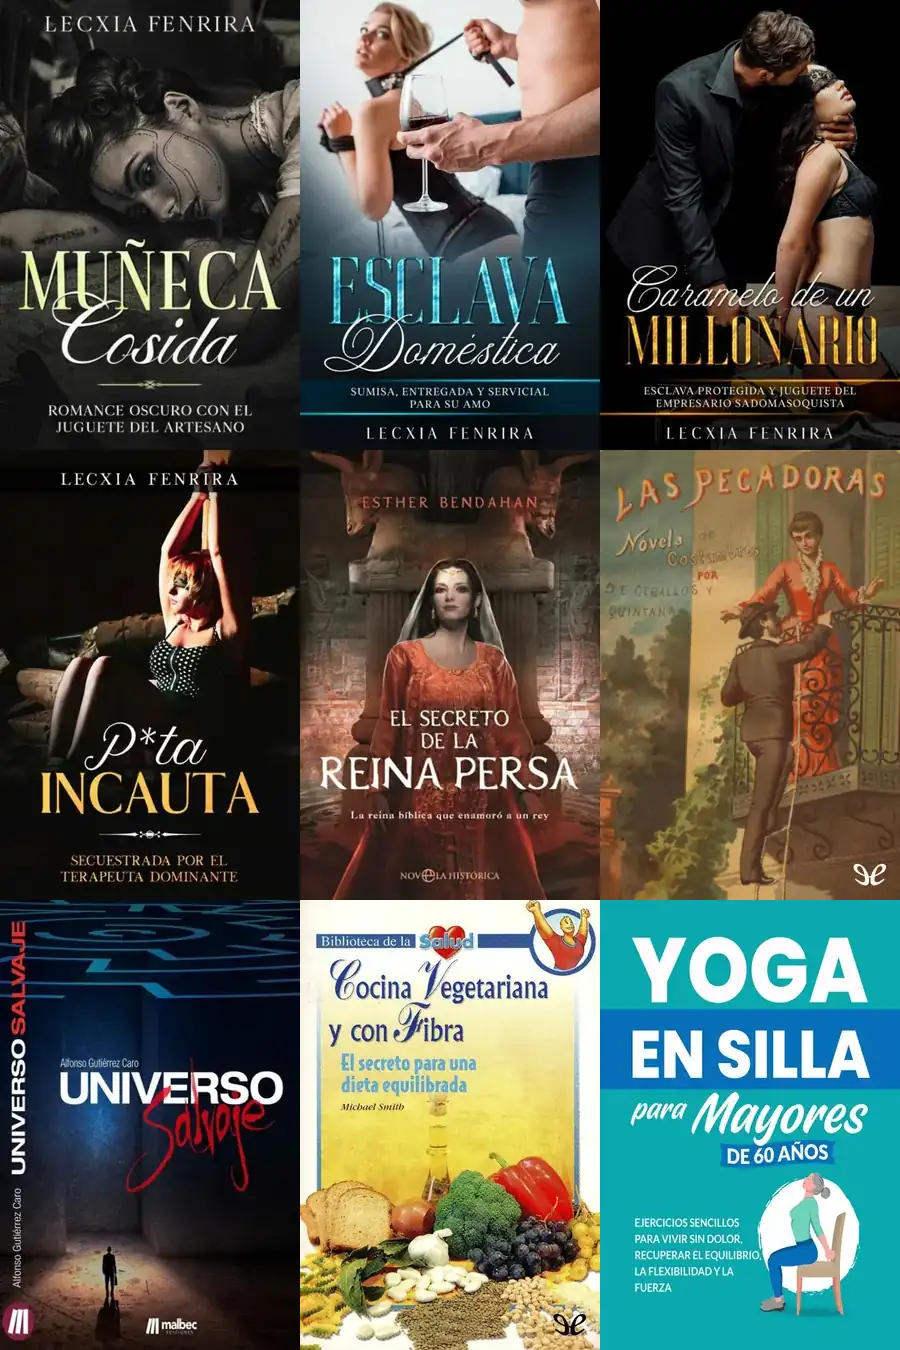 LECXIA FENRIRA
MUÑECA
Cosida
ROMANCE OSCURO CON EL
JUGUETE DEL ARTESANO
ESCLAVA
Doméstica
SUMISA, ENTREGADA Y SERVICIAL
PARA SU AMO
LECXIA FENRIRA
Caramelo de un
MILLONARIO
ESCLAVA PROTEGIDA Y JUGUETE DEL
EMPRESARIO SADOMASOQUISTA
LECXIA FENRIRA
LECXIA FENRIRA
P*ta
INCAUTA
SECUESTRADA POR EL
TERAPEUTA DOMINANTE
ESTHER BENDAHAN
EL SECRETO
DE LA
REINA PERSA
La reina bíblica que enamoró a un rey
NOVELA HISTÓRICA
LAS PECADORAS
Novela DE
Costumbres
POR
DE CEBALLOS Y
QUINTANA
UNIVERSO SALVAJE
Alfonso Gutiérrez Caro
Alfonso Gutiérrez Caro
UNIVERSO
Salvaje
malbec
EDICIONES
Biblioteca de la Salud
Cocina Vegetariana
y con Fibra
El secreto para una
dieta equilibrada
Michael Smith
YOGA
EN SILLA
para Mayores
DE 60 AÑOS
EJERCICIOS SENCILLOS
PARA VIVIR SIN DOLOR,
RECUPERAR EL EQUILIBRIO,
LA FLEXIBILIDAD Y LA
FUERZA